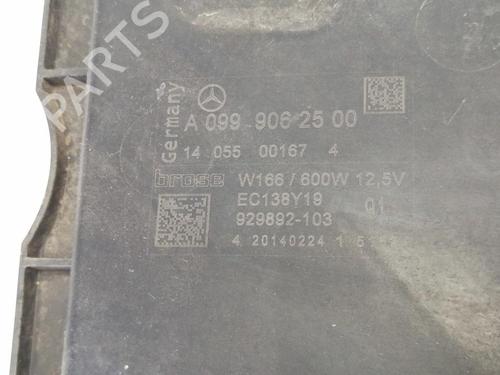 PARTS
Germany
A 099 906 25 00
14 055 00167 4
brose W166 / 600W 12,5V
EC138Y19 01
929892-103
4 20140224 1